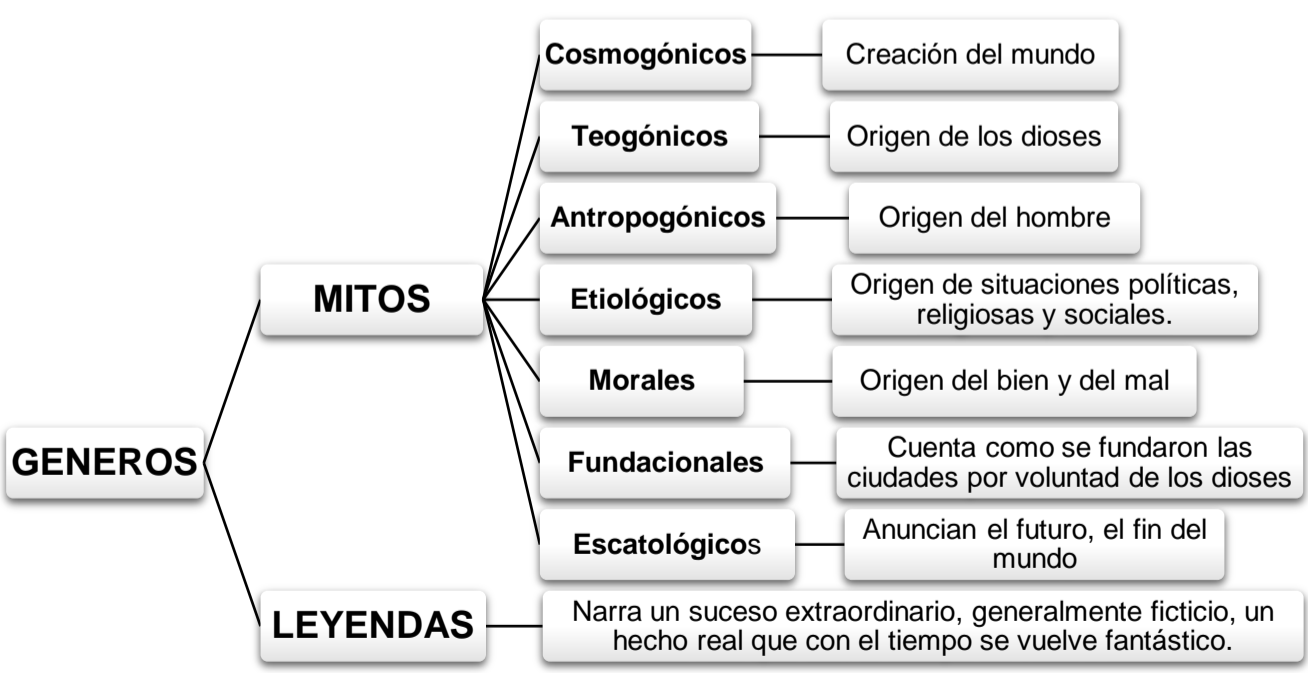 GENEROS
MITOS
Cosmogónicos
Creación del mundo
Teogónicos
Origen de los dioses
Antropogónicos
Origen del hombre
Etiológicos
Origen de situaciones políticas,
religiosas y sociales.
Morales
Origen del bien y del mal
Fundacionales
Cuenta como se fundaron las
ciudades por voluntad de los dioses
Escatológicos
Anuncian el futuro, el fin del
mundo
LEYENDAS
Narra un suceso extraordinario, generalmente ficticio, un
hecho real que con el tiempo se vuelve fantástico.